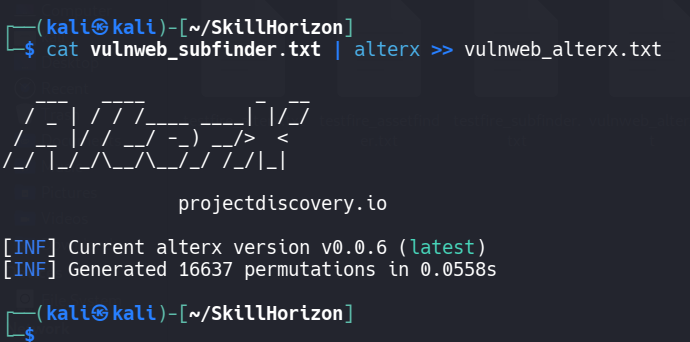 ┌──(kali㉿kali)-[~/SkillHorizon]
└─$ cat vulnweb_subfinder.txt | alterx >> vulnweb_alterx.txt
   ___   ____          _  __
  / _ | / / /____ ____| |/_/
 / __ |/ / __/ -_) __/>  <
/_/ |_/_/\__/\__/_/ /_/|_|
projectdiscovery.io
[INF] Current alterx version v0.0.6 (latest)
[INF] Generated 16637 permutations in 0.0558s
┌──(kali㉿kali)-[~/SkillHorizon]
└─$